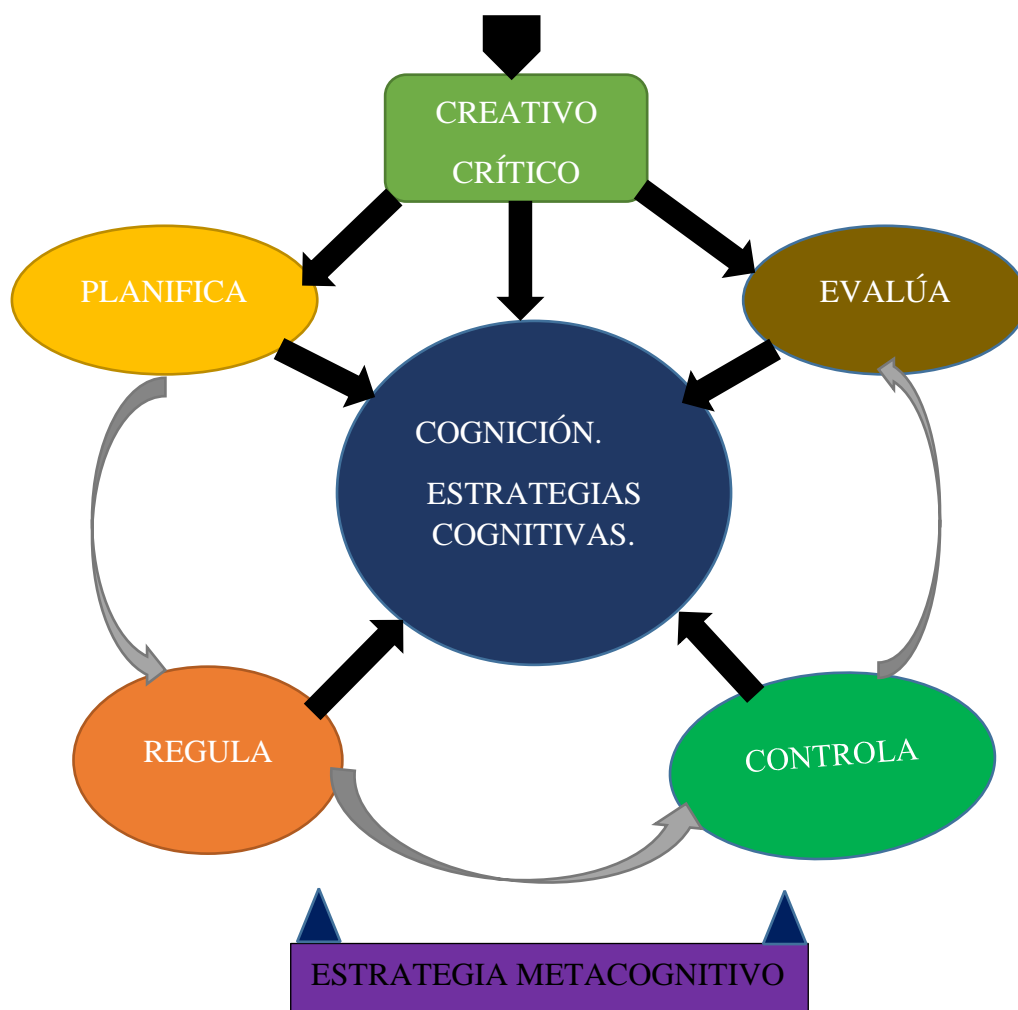 CREATIVO
CRÍTICO
PLANIFICA
EVALÚA
COGNICIÓN.
ESTRATEGIAS
COGNITIVAS.
REGULA
CONTROLA
ESTRATEGIA METACOGNITIVO